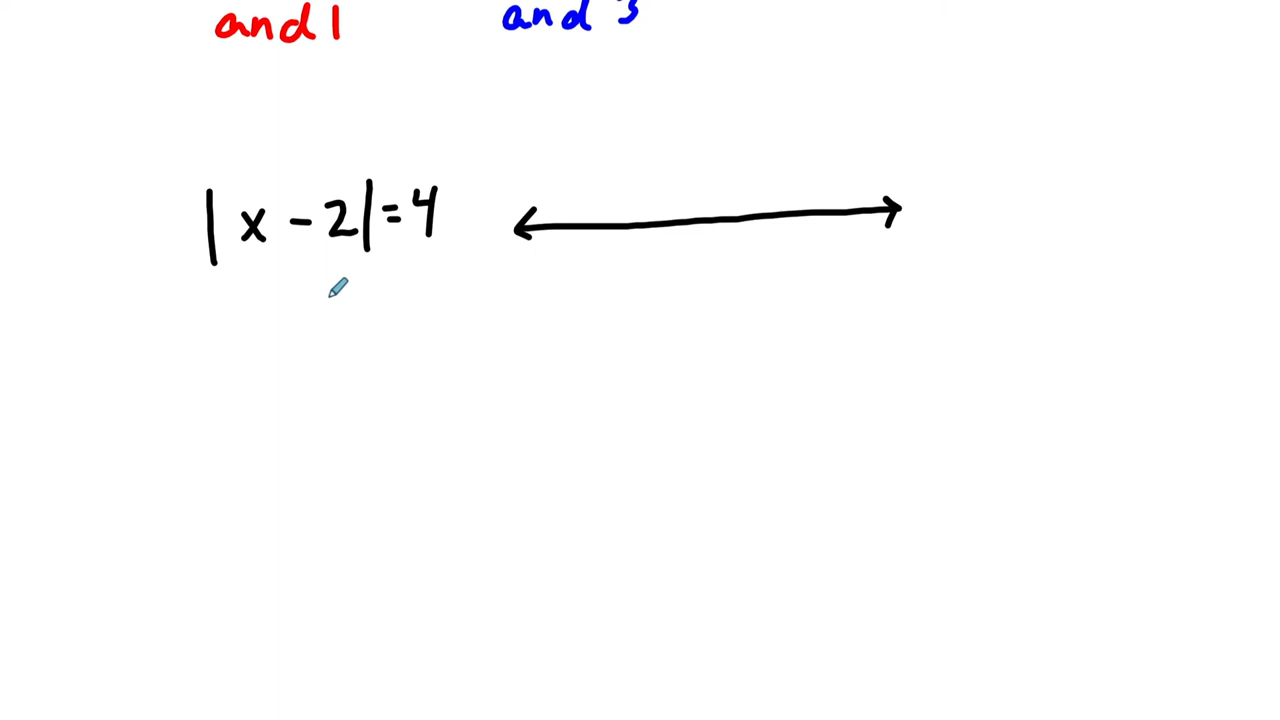 and 1
and 3
|x - 2| = 4